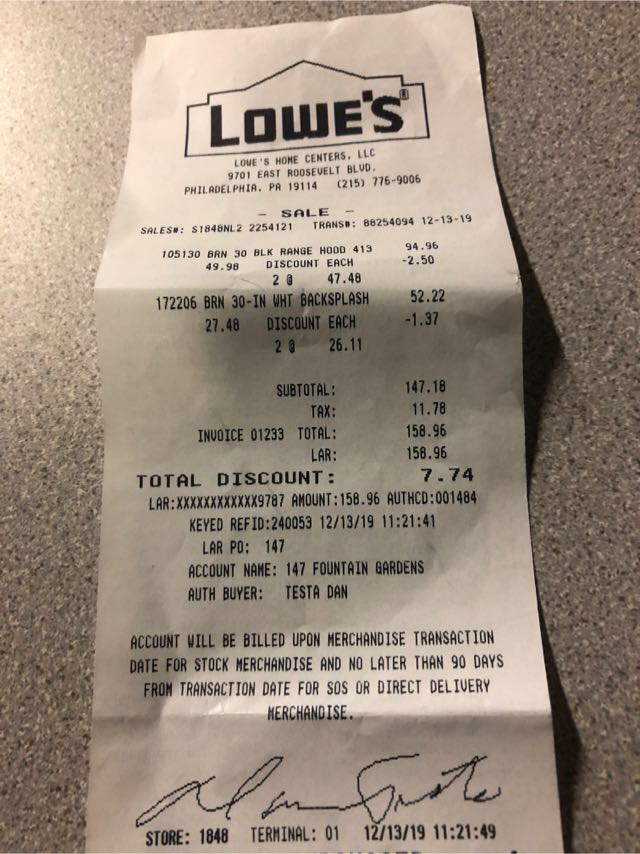 LOWE'S®
LOWE'S HOME CENTERS, LLC
9701 EAST ROOSEVELT BLVD.
PHILADELPHIA, PA 19114 (215) 776-9006
- SALE -
SALES#: S1848NL2 2254121 TRANS#: 88254094 12-13-19
105130 BRN 30 BLK RANGE HOOD 413 94.96
49.98 DISCOUNT EACH -2.50
2 @ 47.48
172206 BRN 30-IN WHT BACKSPLASH 52.22
27.48 DISCOUNT EACH -1.37
2 @ 26.11
SUBTOTAL: 147.18
TAX: 11.78
INVOICE 01233 TOTAL: 158.96
LAR: 158.96
TOTAL DISCOUNT: 7.74
LAR:XXXXXXXXXXXX9787 AMOUNT:158.96 AUTHCD:001484
KEYED REFID:240053 12/13/19 11:21:41
LAR PO: 147
ACCOUNT NAME: 147 FOUNTAIN GARDENS
AUTH BUYER: TESTA DAN
ACCOUNT WILL BE BILLED UPON MERCHANDISE TRANSACTION
DATE FOR STOCK MERCHANDISE AND NO LATER THAN 90 DAYS
FROM TRANSACTION DATE FOR SOS OR DIRECT DELIVERY
MERCHANDISE.
STORE: 1848 TERMINAL: 01 12/13/19 11:21:49